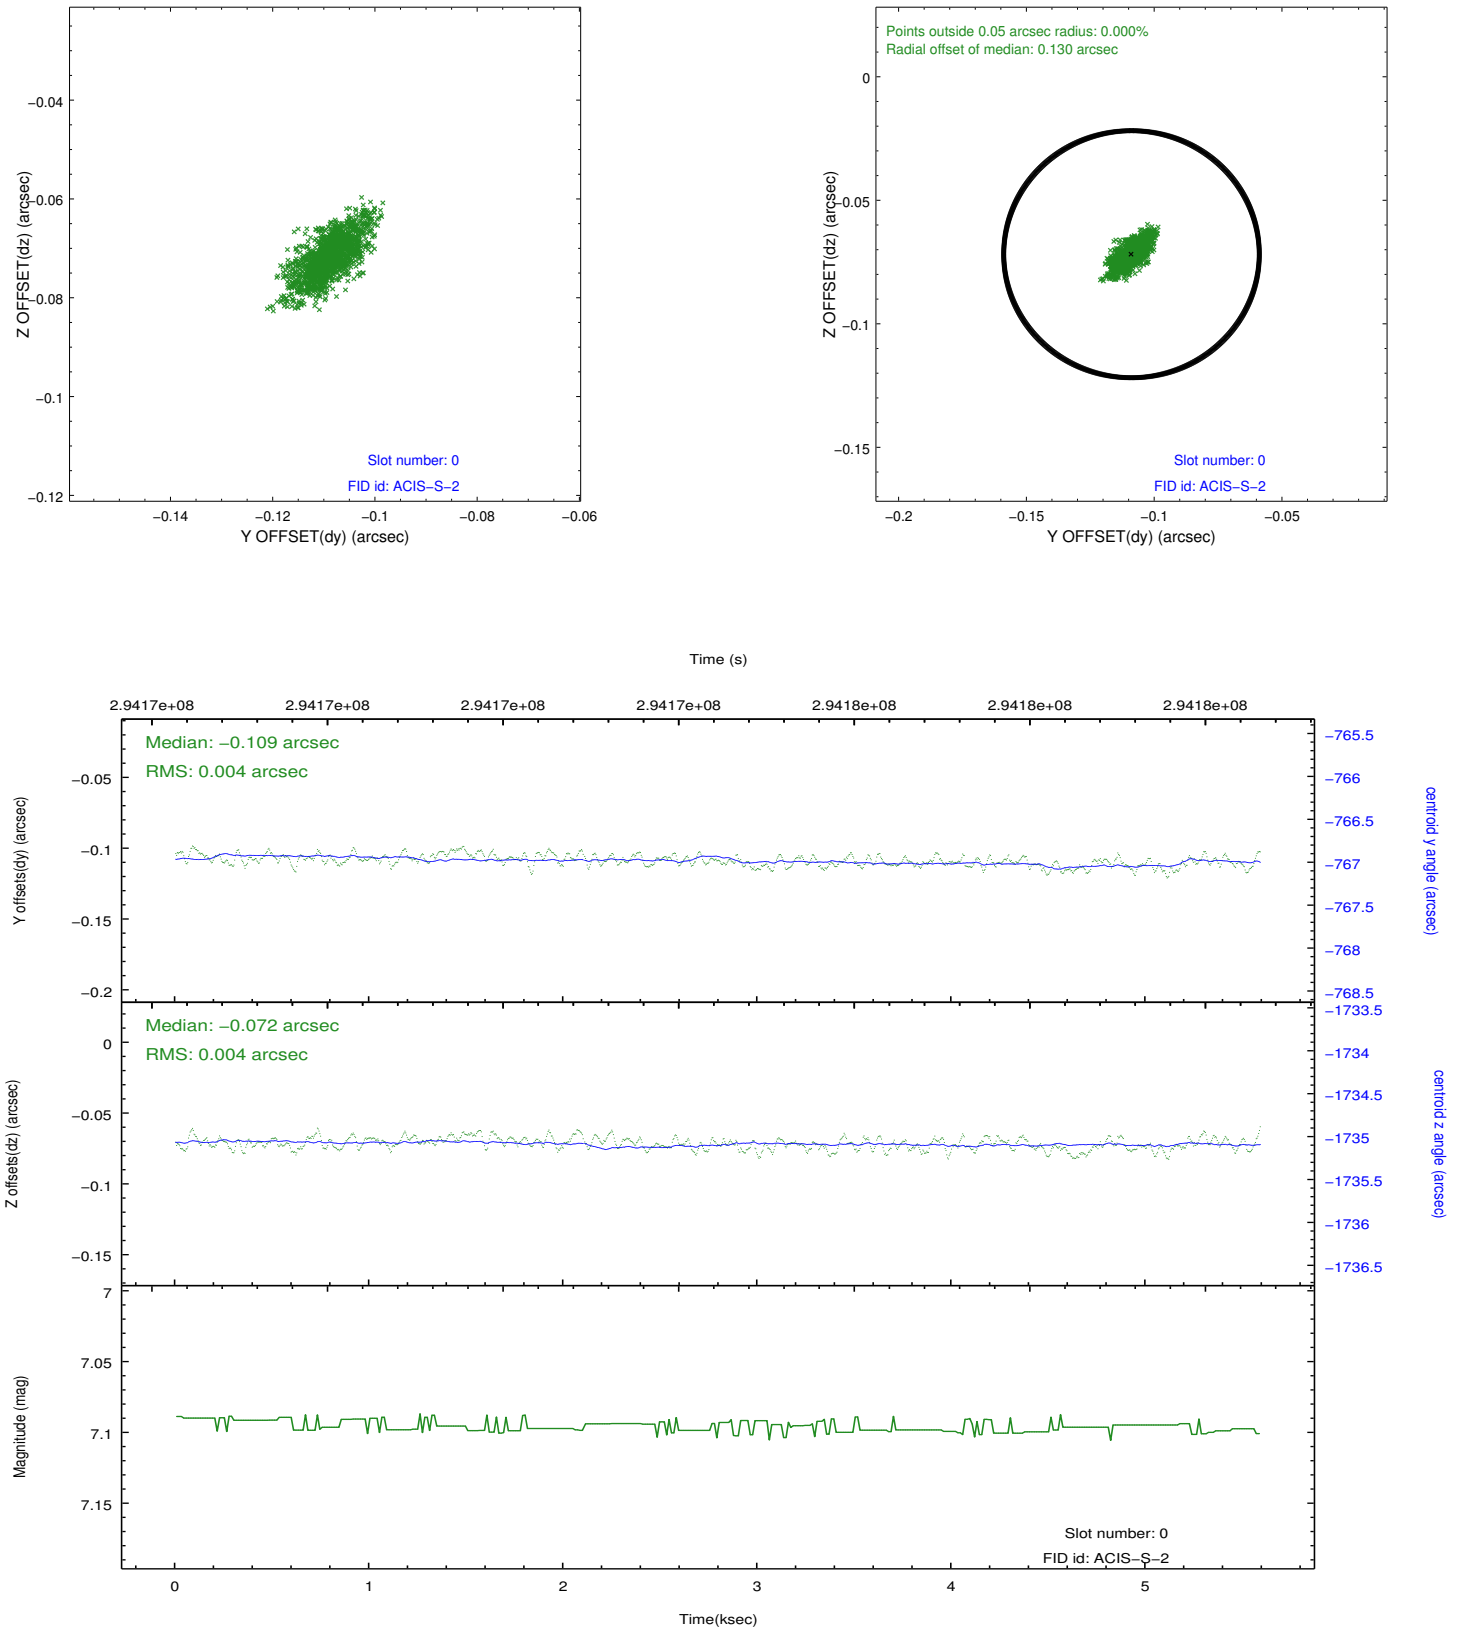 −0.04
−0.06
−0.08
−0.1
−0.12
Z OFFSET(dz) (arcsec)
Slot number: 0
FID id: ACIS−S−2
−0.14 −0.12 −0.1 −0.08 −0.06
Y OFFSET(dy) (arcsec)
Points outside 0.05 arcsec radius: 0.000%
Radial offset of median: 0.130 arcsec
0
−0.05
−0.1
−0.15
Z OFFSET(dz) (arcsec)
Slot number: 0
FID id: ACIS−S−2
−0.2 −0.15 −0.1 −0.05
Y OFFSET(dy) (arcsec)
Time (s)
2.9417e+08 2.9417e+08 2.9417e+08 2.9417e+08 2.9418e+08 2.9418e+08 2.9418e+08
Median: −0.109 arcsec
RMS: 0.004 arcsec
−0.05
−0.1
−0.15
−0.2
Y offsets(dy) (arcsec)
−765.5
−766
−766.5
−767
−767.5
−768
−768.5
centroid y angle (arcsec)
Median: −0.072 arcsec
RMS: 0.004 arcsec
0
−0.05
−0.1
−0.15
Z offsets(dz) (arcsec)
−1733.5
−1734
−1734.5
−1735
−1735.5
−1736
−1736.5
centroid z angle (arcsec)
7
7.05
7.1
7.15
Magnitude (mag)
Slot number: 0
FID id: ACIS−S−2
0 1 2 3 4 5
Time(ksec)